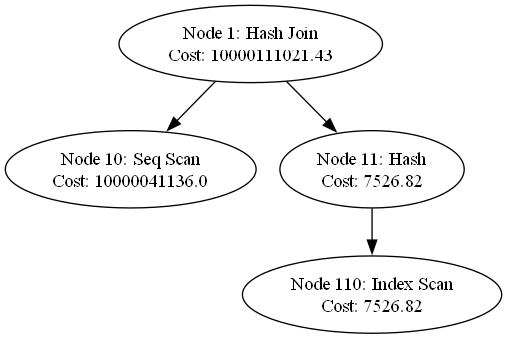 Node 1: Hash Join
Cost: 10000111021.43
Node 10: Seq Scan
Cost: 10000041136.0
Node 11: Hash
Cost: 7526.82
Node 110: Index Scan
Cost: 7526.82